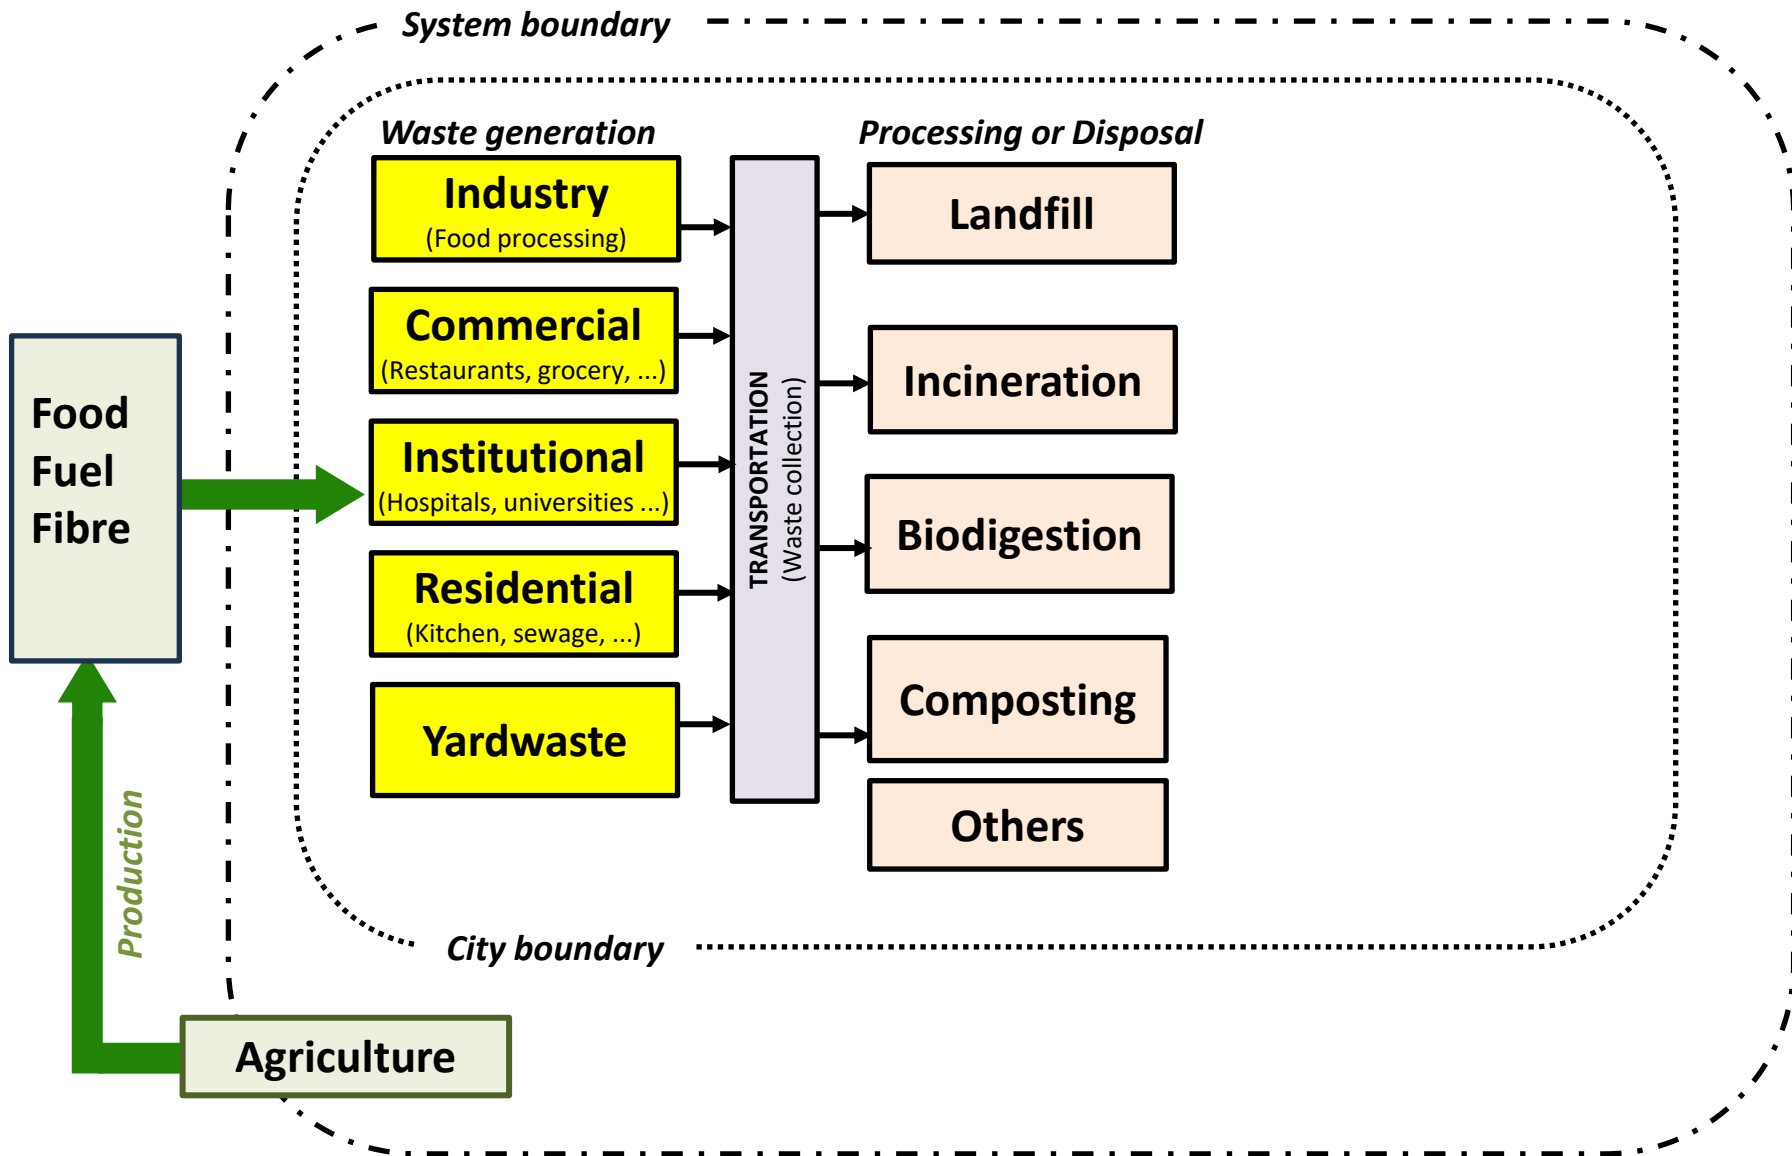 System boundary
Waste generation
Processing or Disposal
Industry
(Food processing)
Commercial
(Restaurants, grocery, ...)
Institutional
(Hospitals, universities ...)
Residential
(Kitchen, sewage, ...)
Yardwaste
TRANSPORTATION
(Waste collection)
Landfill
Incineration
Biodigestion
Composting
Others
Food
Fuel
Fibre
Production
City boundary
Agriculture